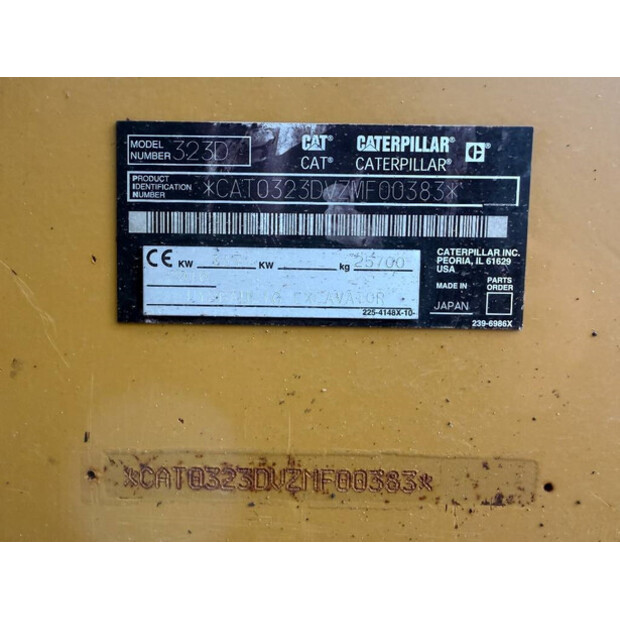 MODEL NUMBER 323D
CAT CATERPILLAR C
CAT® CATERPILLAR®
PRODUCT IDENTIFICATION NUMBER *CAT0323DVZMF00383*
CE KW KW kg 25700
EXCAVATOR
225-4148X-10-
CATERPILLAR INC.
PEORIA, IL 61629
USA
MADE IN JAPAN
PARTS ORDER
239-6986X
*CAT0323DVZMF00383*